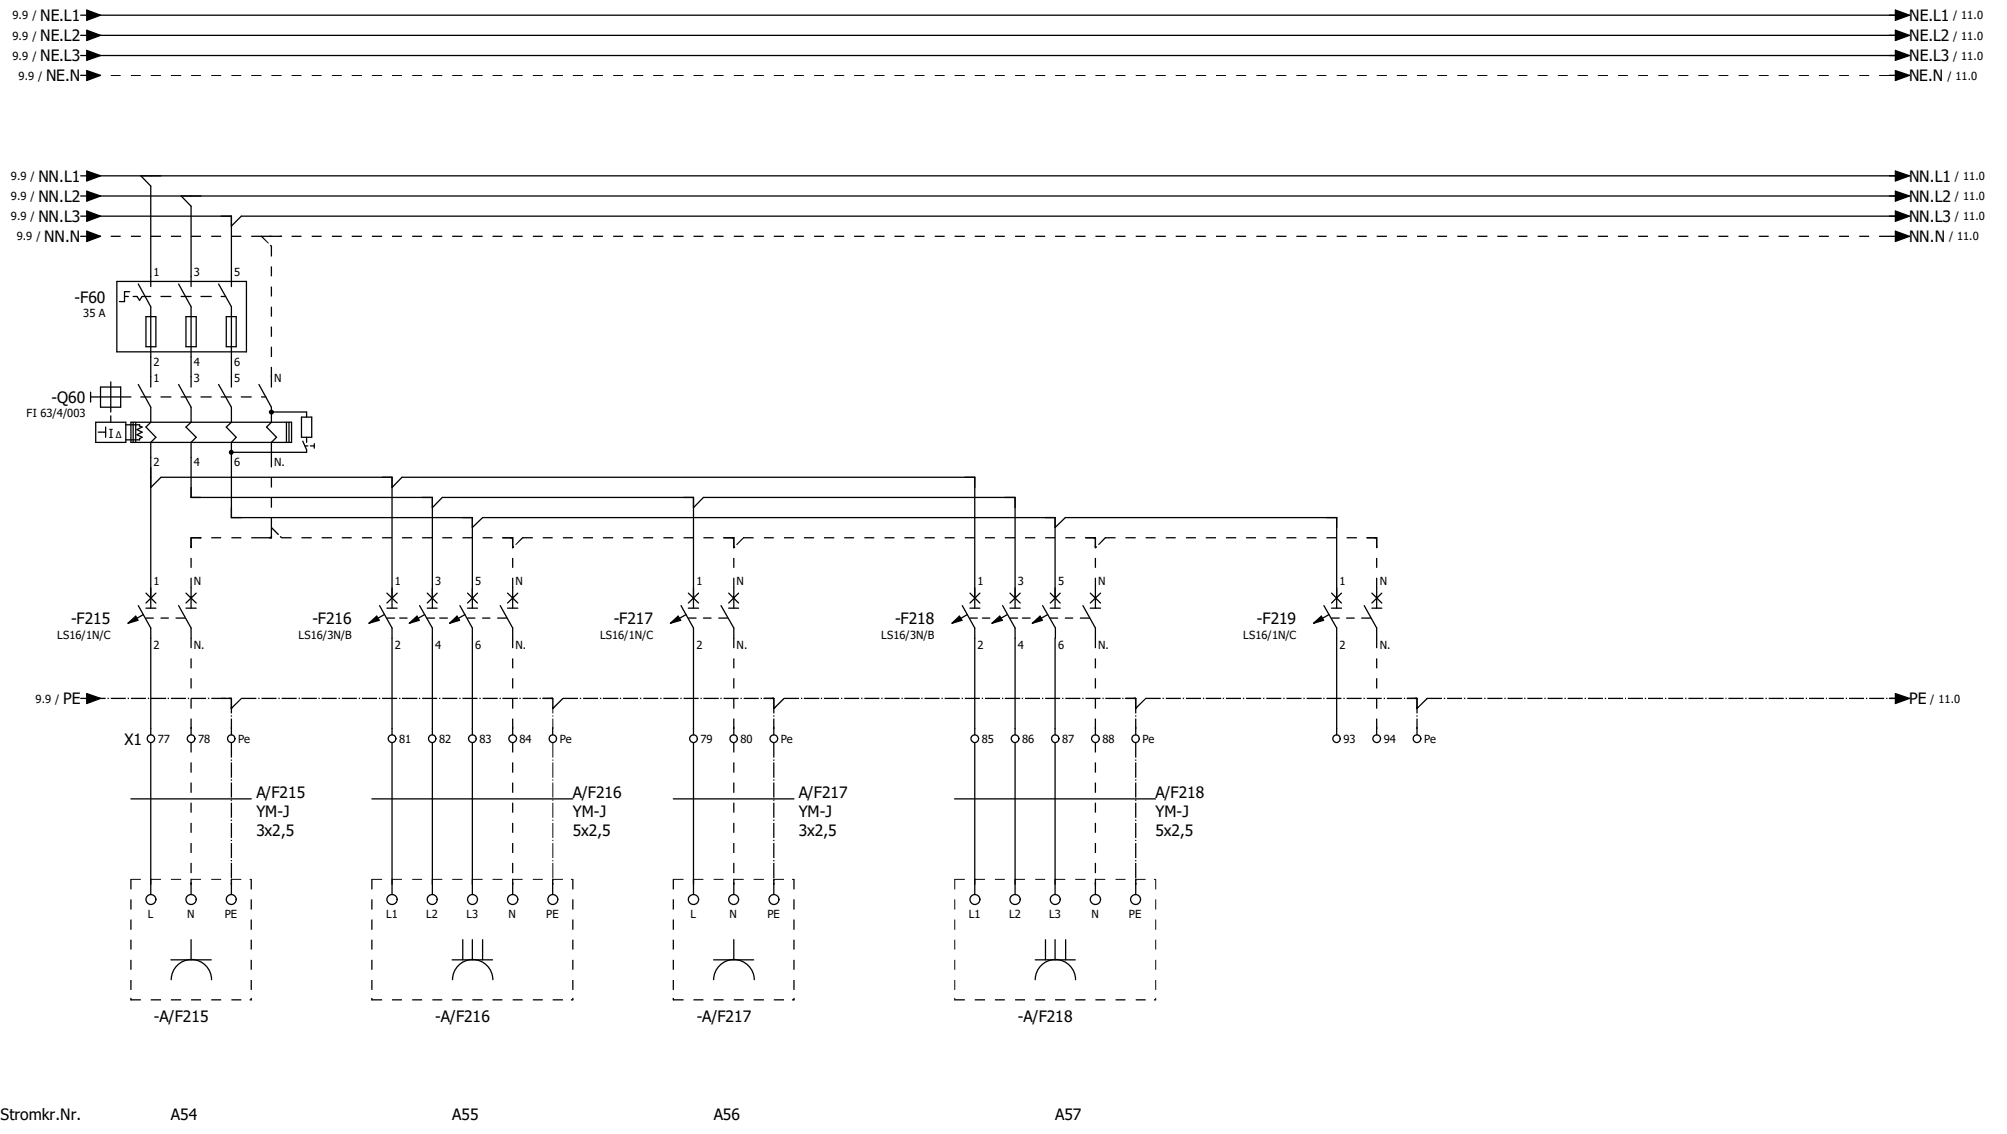 9.9 / NE.L1 NE.L1 / 11.0
9.9 / NE.L2 NE.L2 / 11.0
9.9 / NE.L3 NE.L3 / 11.0
9.9 / NE.N NE.N / 11.0
9.9 / NN.L1 NN.L1 / 11.0
9.9 / NN.L2 NN.L2 / 11.0
9.9 / NN.L3 NN.L3 / 11.0
9.9 / NN.N NN.N / 11.0
1 3 5
-F60
35 A
2 4 6
1 3 5 N
-Q60
FI 63/4/003
I Δ
2 4 6 N.
1 N 1 3 5 N 1 N 1 3 5 N 1 N
-F215 -F216 -F217 -F218 -F219
LS16/1N/C LS16/3N/B LS16/1N/C LS16/3N/B LS16/1N/C
2 N. 2 4 6 N. 2 N. 2 4 6 N. 2 N.
9.9 / PE PE / 11.0
X1 77 78 Pe 81 82 83 84 Pe 79 80 Pe 85 86 87 88 Pe 93 94 Pe
A/F215 A/F216 A/F217 A/F218
YM-J YM-J YM-J YM-J
3x2,5 5x2,5 3x2,5 5x2,5
L N PE L1 L2 L3 N PE L N PE L1 L2 L3 N PE
-A/F215 -A/F216 -A/F217 -A/F218
Stromkr.Nr. A54 A55 A56 A57